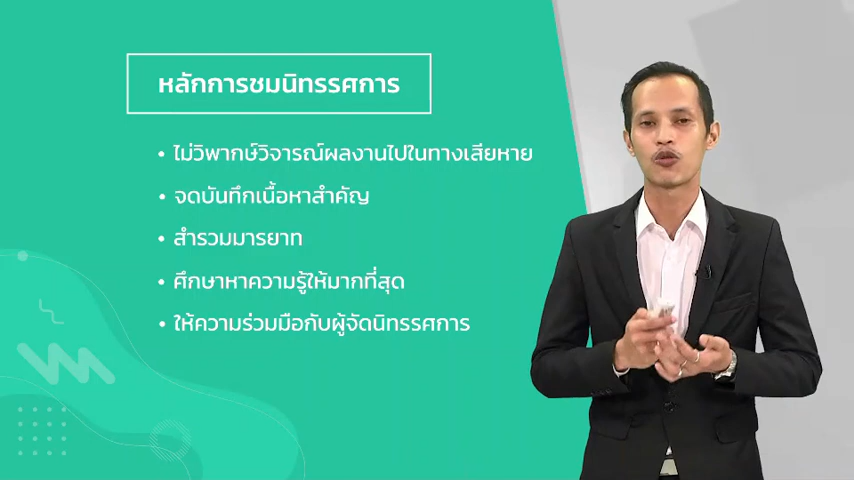 หลักการชมนิทรรศการ
• ไม่วิพากษ์วิจารณ์ผลงานไปในทางเสียหาย
• จดบันทึกเนื้อหาสำคัญ
• สำรวมมารยาท
• ศึกษาหาความรู้ให้มากที่สุด
• ให้ความร่วมมือกับผู้จัดนิทรรศการ